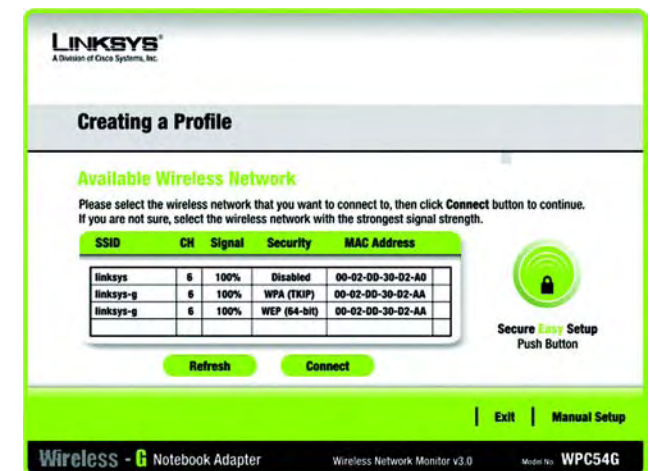 LINKSYS®
A Division of Cisco Systems, Inc.
Creating a Profile
Available Wireless Network
Please select the wireless network that you want to connect to, then click Connect button to continue.
If you are not sure, select the wireless network with the strongest signal strength.
SSID CH Signal Security MAC Address
linksys 6 100% Disabled 00-02-DD-30-D2-A0
linksys-g 6 100% WPA (TKIP) 00-02-DD-30-D2-AA
linksys-g 6 100% WEP (64-bit) 00-02-DD-30-D2-AA
Secure Easy Setup
Push Button
Refresh Connect
Exit Manual Setup
Wireless - G Notebook Adapter Wireless Network Monitor v3.0 Model No. WPC54G